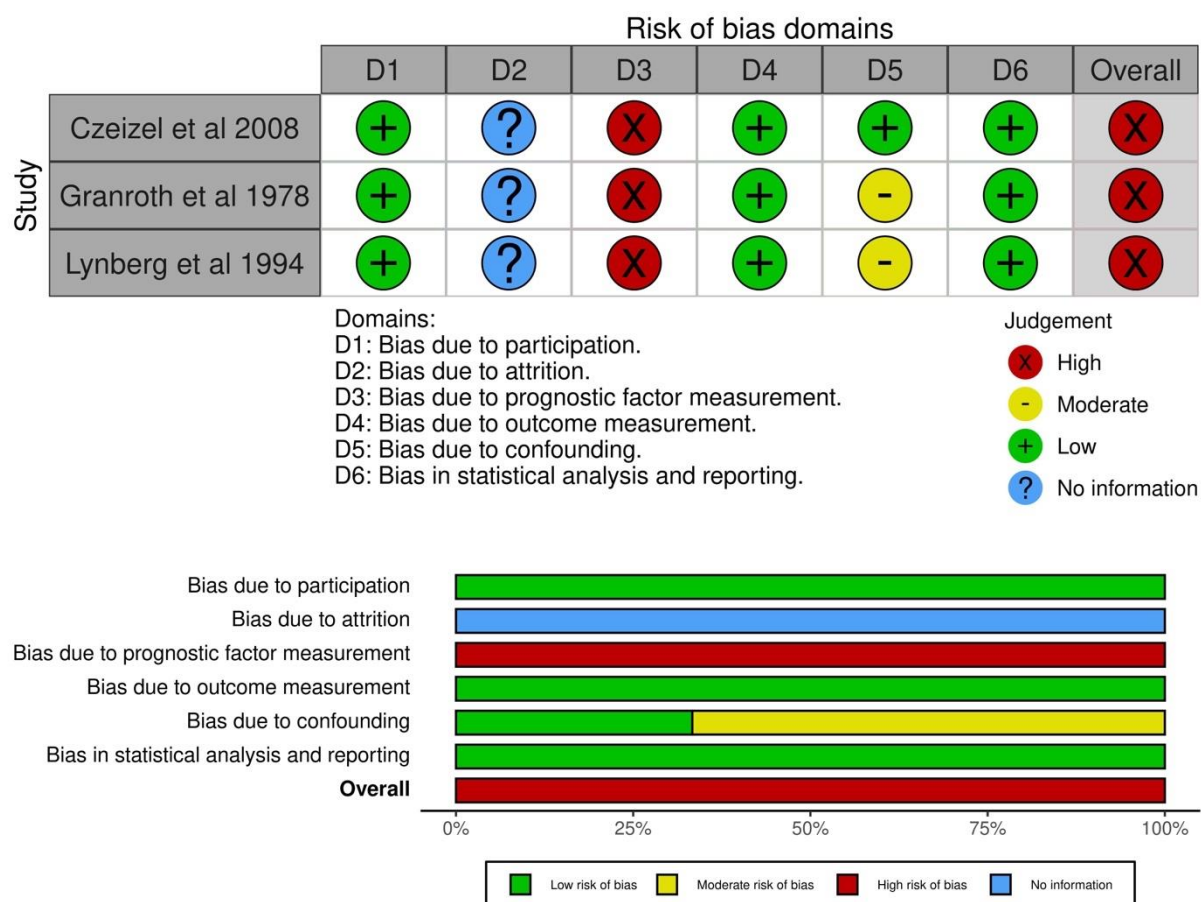 Risk of bias domains
D1 D2 D3 D4 D5 D6 Overall
Study
Czeizel et al 2008 + ? X + + + X
Granroth et al 1978 + ? X + - + X
Lynberg et al 1994 + ? X + - + X
Domains:
D1: Bias due to participation.
D2: Bias due to attrition.
D3: Bias due to prognostic factor measurement.
D4: Bias due to outcome measurement.
D5: Bias due to confounding.
D6: Bias in statistical analysis and reporting.
Judgement
X High
- Moderate
+ Low
? No information
Bias due to participation
Bias due to attrition
Bias due to prognostic factor measurement
Bias due to outcome measurement
Bias due to confounding
Bias in statistical analysis and reporting
Overall
0% 25% 50% 75% 100%
Low risk of bias Moderate risk of bias High risk of bias No information